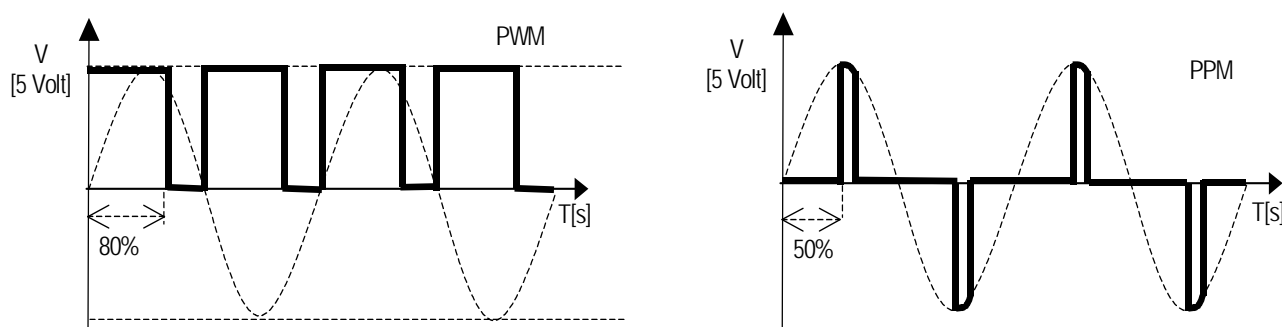 V
[5 Volt]
PWM
T[s]
80%
V
[5 Volt]
PPM
T[s]
50%